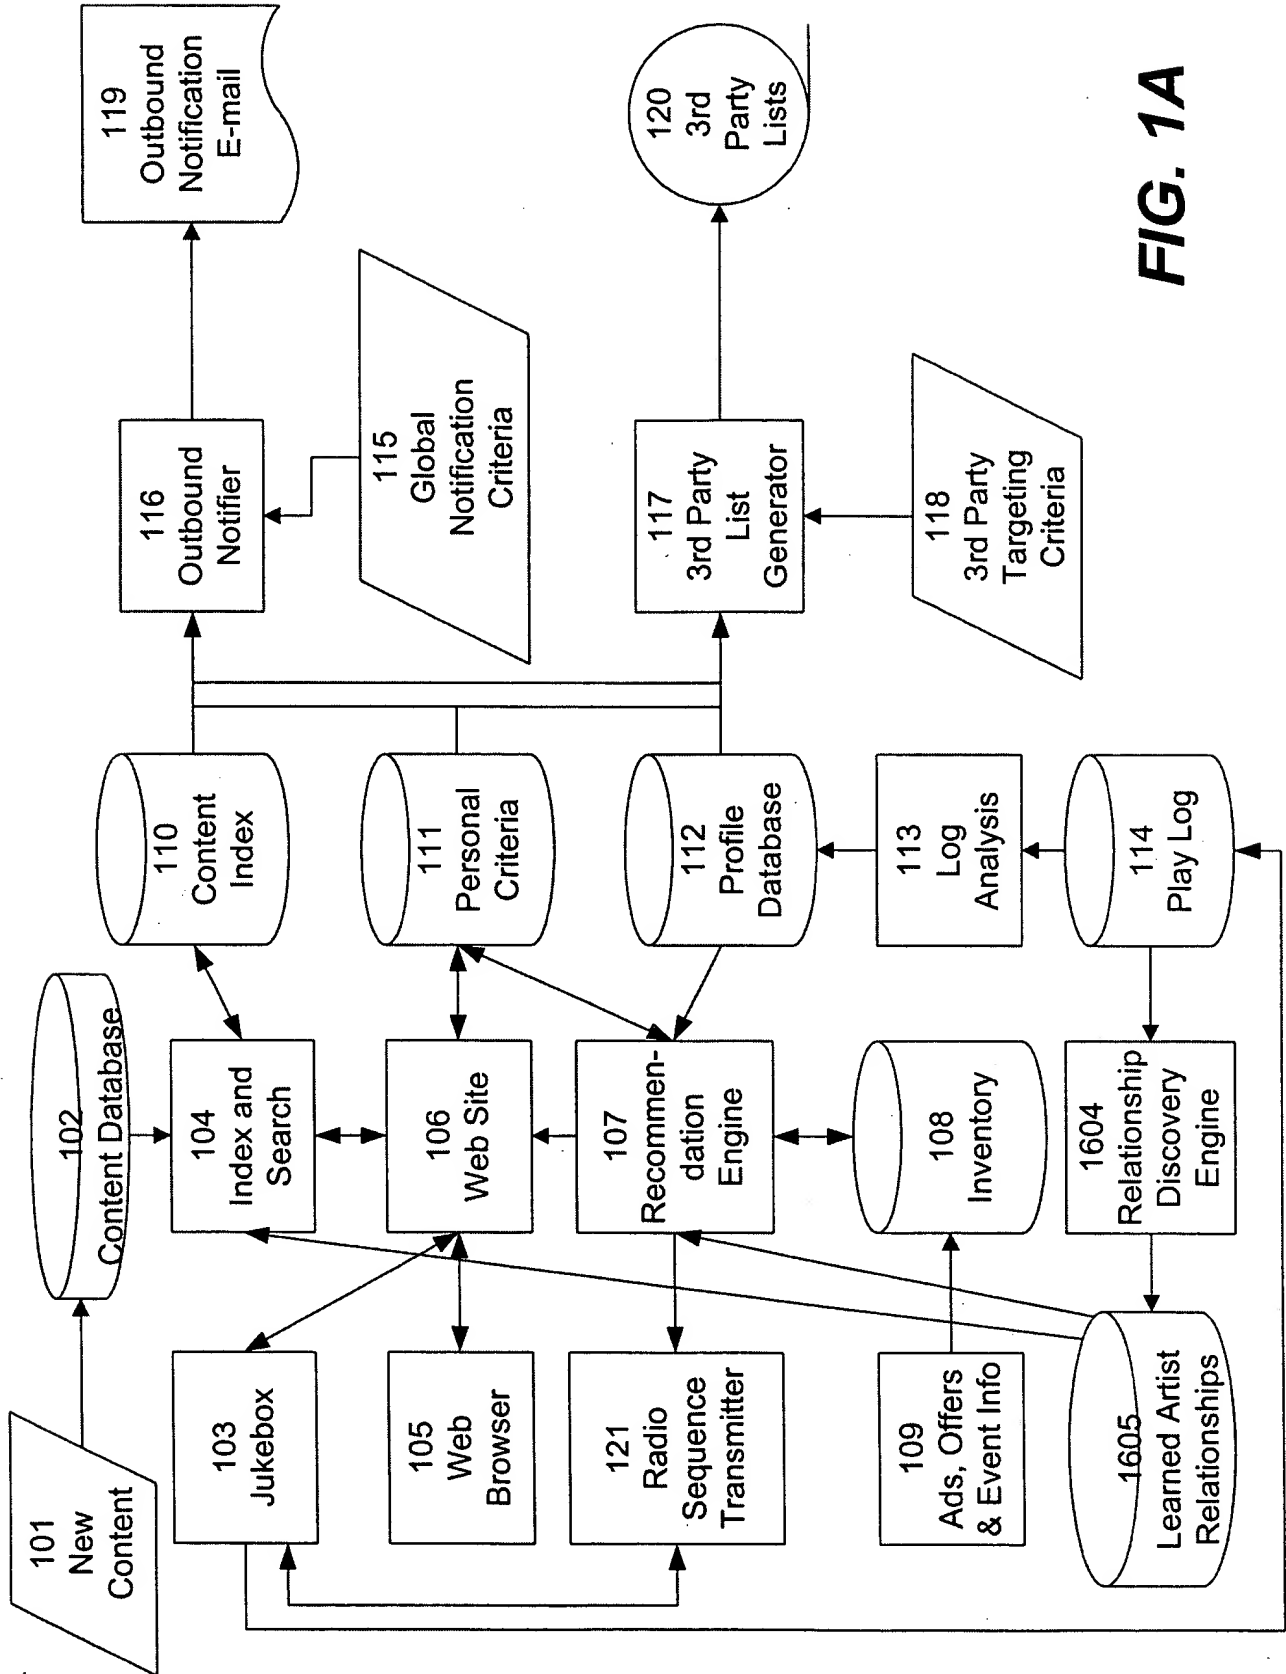 101
New
Content
102
Content Database
103
Jukebox
104
Index and
Search
110
Content
Index
116
Outbound
Notifier
119
Outbound
Notification
E-mail
105
Web
Browser
106
Web Site
111
Personal
Criteria
115
Global
Notification
Criteria
121
Radio
Sequence
Transmitter
107
Recommen-
dation
Engine
112
Profile
Database
117
3rd Party
List
Generator
120
3rd
Party
Lists
109
Ads, Offers
& Event Info
108
Inventory
113
Log
Analysis
118
3rd Party
Targeting
Criteria
1605
Learned Artist
Relationships
1604
Relationship
Discovery
Engine
114
Play Log
FIG. 1A